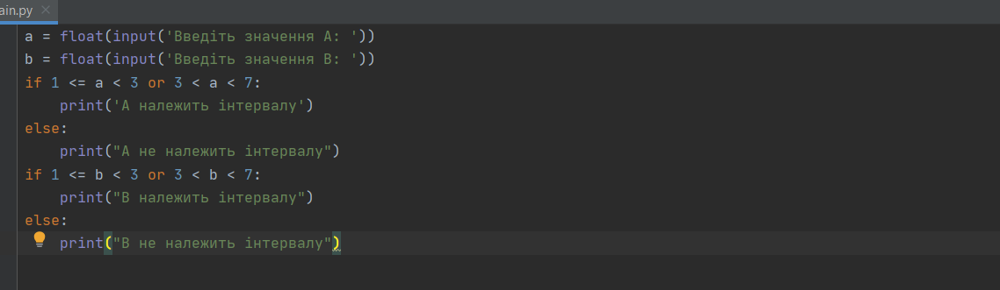 ain.py
a = float(input('Введіть значення А: '))
b = float(input('Введіть значення В: '))
if 1 <= a < 3 or 3 < a < 7:
    print('А належить інтервалу')
else:
    print("А не належить інтервалу")
if 1 <= b < 3 or 3 < b < 7:
    print("В належить інтервалу")
else:
    print("В не належить інтервалу")